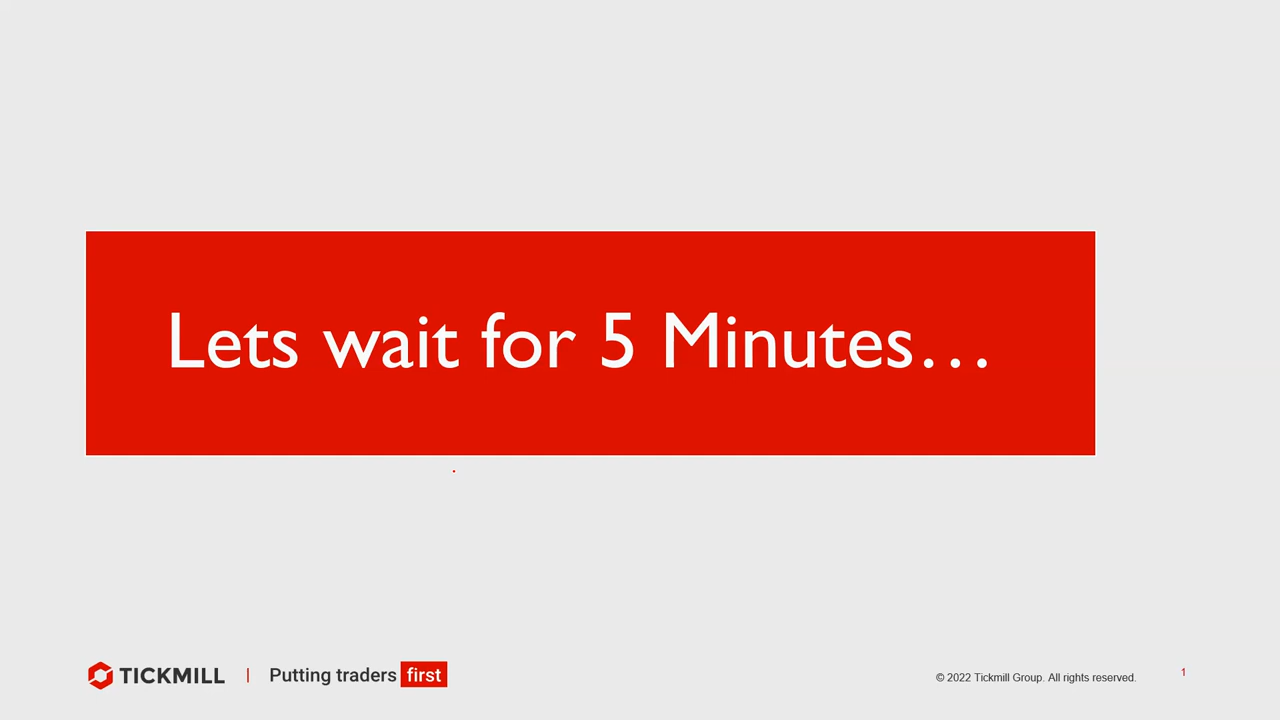 Lets wait for 5 Minutes…
TICKMILL | Putting traders first
© 2022 Tickmill Group. All rights reserved.
1